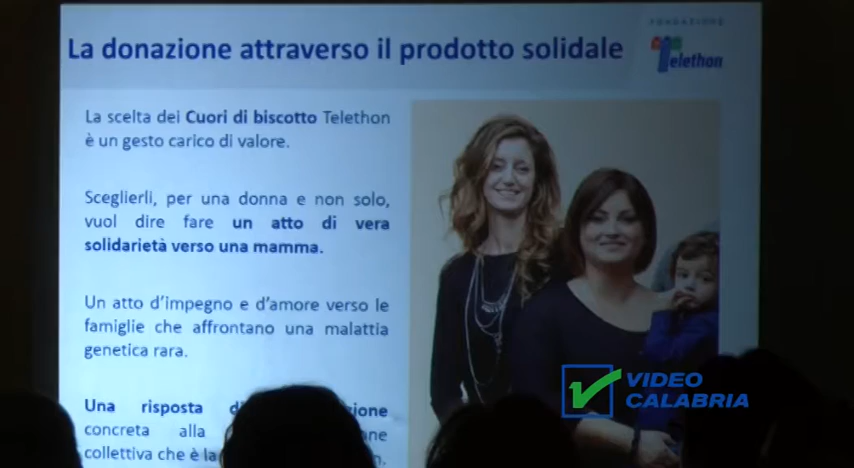 La donazione attraverso il prodotto solidale
FONDAZIONE
Telethon
La scelta dei Cuori di biscotto Telethon
è un gesto carico di valore.
Sceglierli, per una donna e non solo,
vuol dire fare un atto di vera
solidarietà verso una mamma.
Un atto d'impegno e d'amore verso le
famiglie che affrontano una malattia
genetica rara.
Una risposta
concreta alla
collettiva che è la
VIDEO
CALABRIA